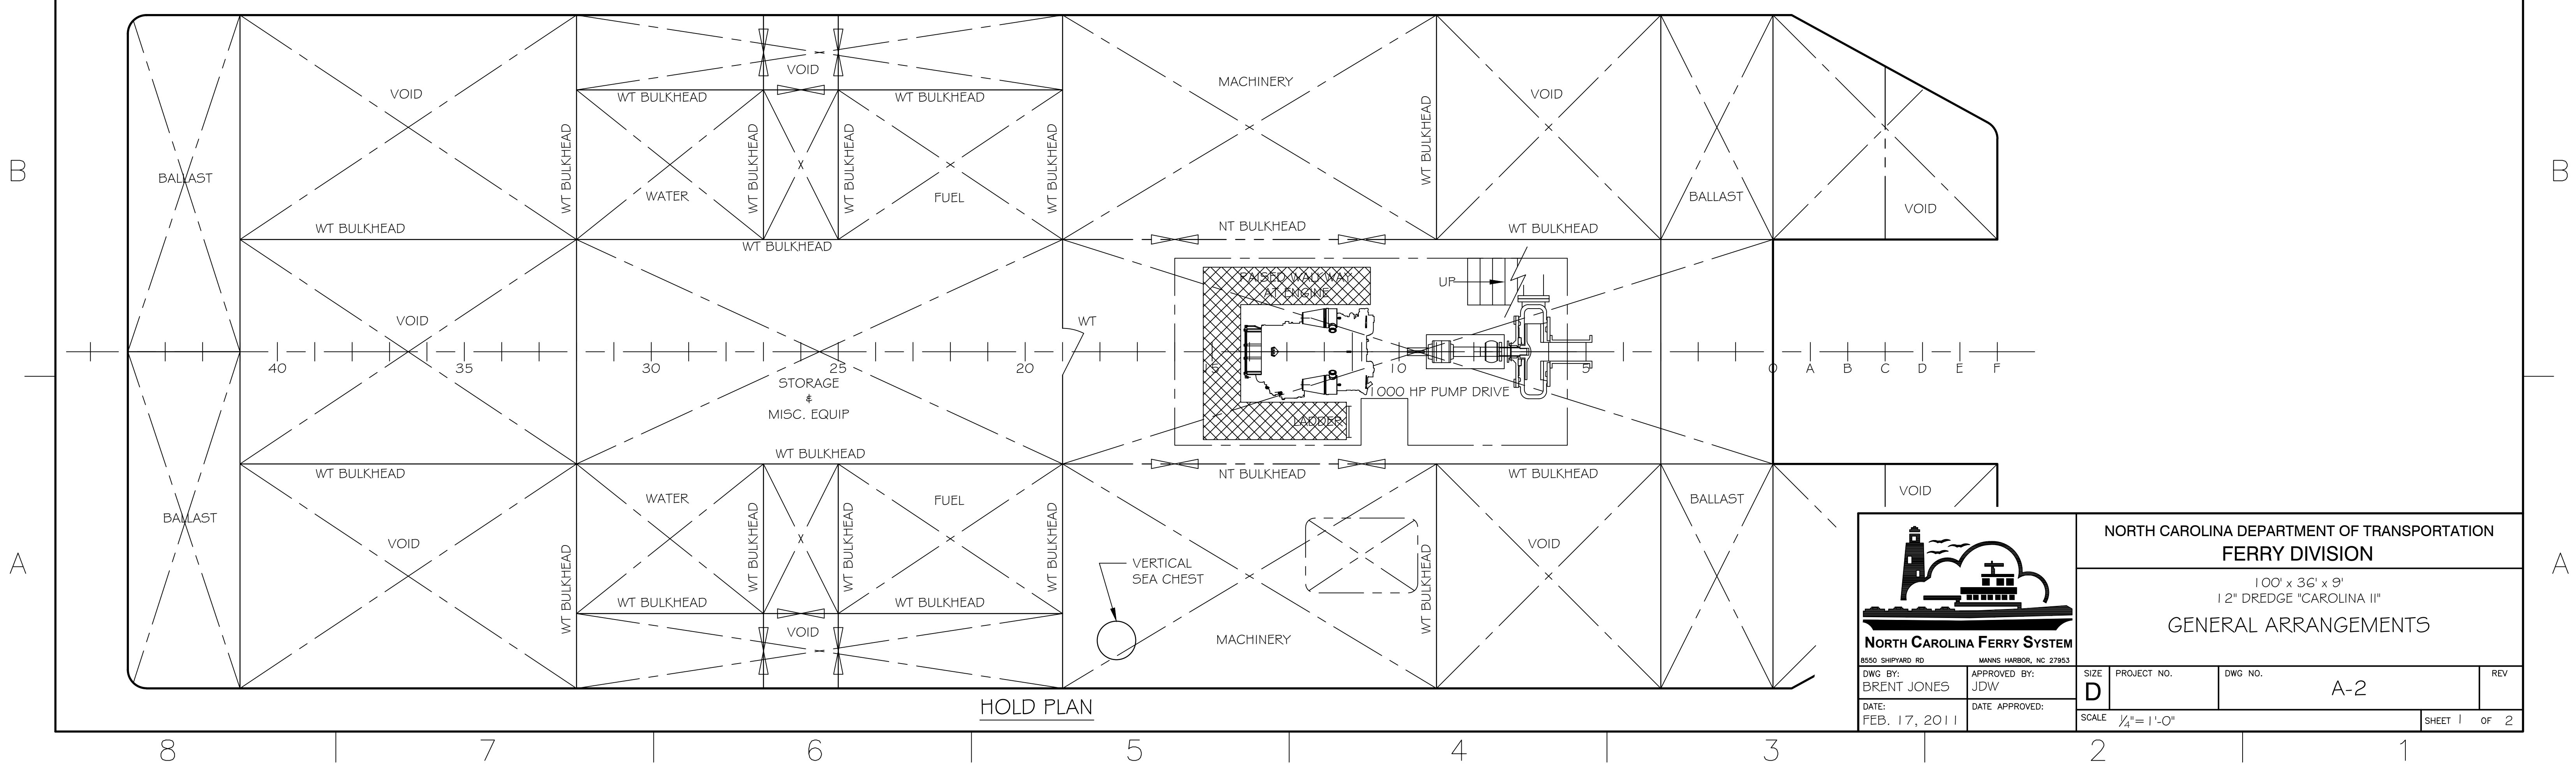 B
B
A
A
VOID
VOID
MACHINERY
VOID
WT BULKHEAD
WT BULKHEAD
WT BULKHEAD
WT BULKHEAD
WT BULKHEAD
WT BULKHEAD
WT BULKHEAD
BALLAST
WATER
FUEL
BALLAST
VOID
WT BULKHEAD
WT BULKHEAD
NT BULKHEAD
WT BULKHEAD
RAISED WALKWAY
AT ENGINE
UP
VOID
WT
40
35
30
25
20
15
10
5
0
A
B
C
D
E
F
STORAGE
&
MISC. EQUIP
1000 HP PUMP DRIVE
LADDER
WT BULKHEAD
WT BULKHEAD
NT BULKHEAD
WT BULKHEAD
WATER
FUEL
BALLAST
VOID
BALLAST
VOID
VOID
WT BULKHEAD
WT BULKHEAD
WT BULKHEAD
WT BULKHEAD
WT BULKHEAD
VERTICAL
SEA CHEST
WT BULKHEAD
WT BULKHEAD
VOID
MACHINERY
HOLD PLAN
NORTH CAROLINA FERRY SYSTEM
8550 SHIPYARD RD
MANNS HARBOR, NC 27953
NORTH CAROLINA DEPARTMENT OF TRANSPORTATION
FERRY DIVISION
100' x 36' x 9'
12" DREDGE "CAROLINA II"
GENERAL ARRANGEMENTS
DWG BY:
BRENT JONES
APPROVED BY:
JDW
DATE:
FEB. 17, 2011
DATE APPROVED:
SIZE
D
PROJECT NO.
DWG NO.
A-2
REV
SCALE 1/4"=1'-0"
SHEET 1 OF 2
8
7
6
5
4
3
2
1